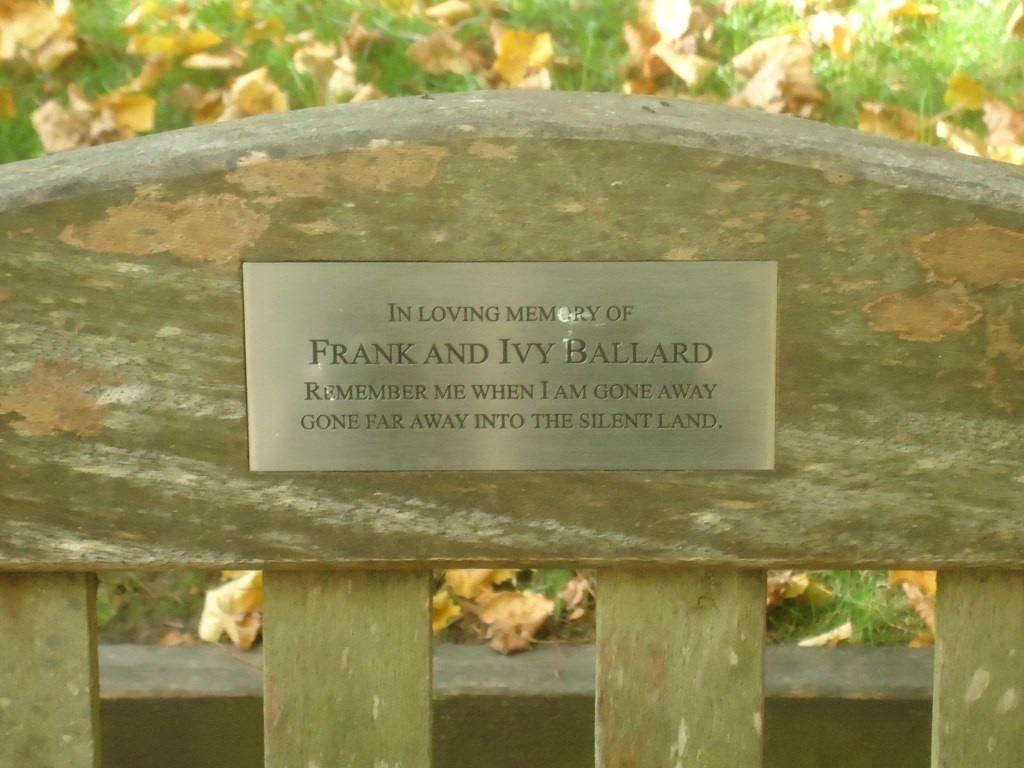 In loving memory of
Frank and Ivy Ballard
Remember me when I am gone away
gone far away into the silent land.